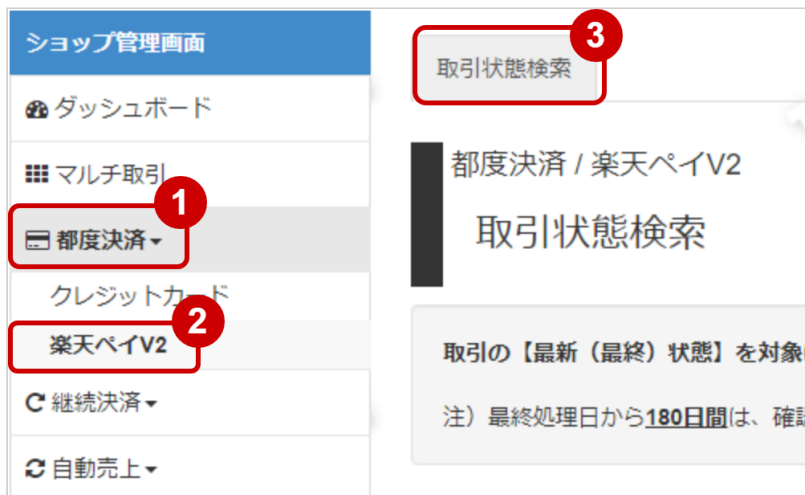 ショップ管理画面
ダッシュボード
マルチ取引
1
都度決済
クレジットカード
2
楽天ペイV2
継続決済
自動売上
3
取引状態検索
都度決済 / 楽天ペイV2
取引状態検索
取引の【最新（最終）状態】を対象
注）最終処理日から180日間は、確認